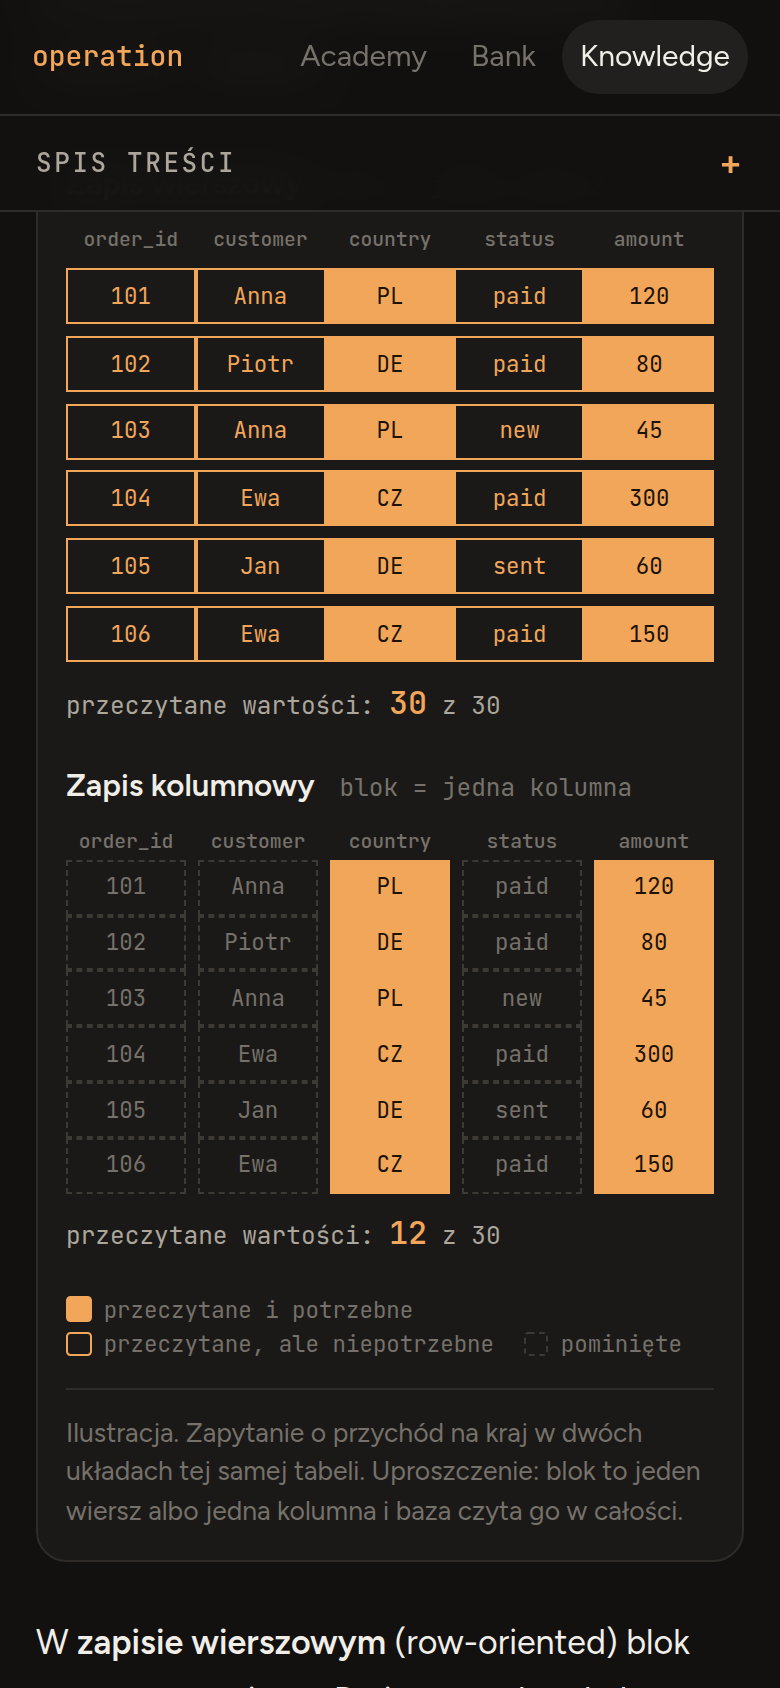 operation Academy Bank Knowledge
SPIS TREŚCI +
order_id customer country status amount
101 Anna PL paid 120
102 Piotr DE paid 80
103 Anna PL new 45
104 Ewa CZ paid 300
105 Jan DE sent 60
106 Ewa CZ paid 150
przeczytane wartości: 30 z 30
Zapis kolumnowy blok = jedna kolumna
order_id customer country status amount
101 Anna PL paid 120
102 Piotr DE paid 80
103 Anna PL new 45
104 Ewa CZ paid 300
105 Jan DE sent 60
106 Ewa CZ paid 150
przeczytane wartości: 12 z 30
przeczytane i potrzebne
przeczytane, ale niepotrzebne pominięte
Ilustracja. Zapytanie o przychód na kraj w dwóch
układach tej samej tabeli. Uproszczenie: blok to jeden
wiersz albo jedna kolumna i baza czyta go w całości.
W zapisie wierszowym (row-oriented) blok